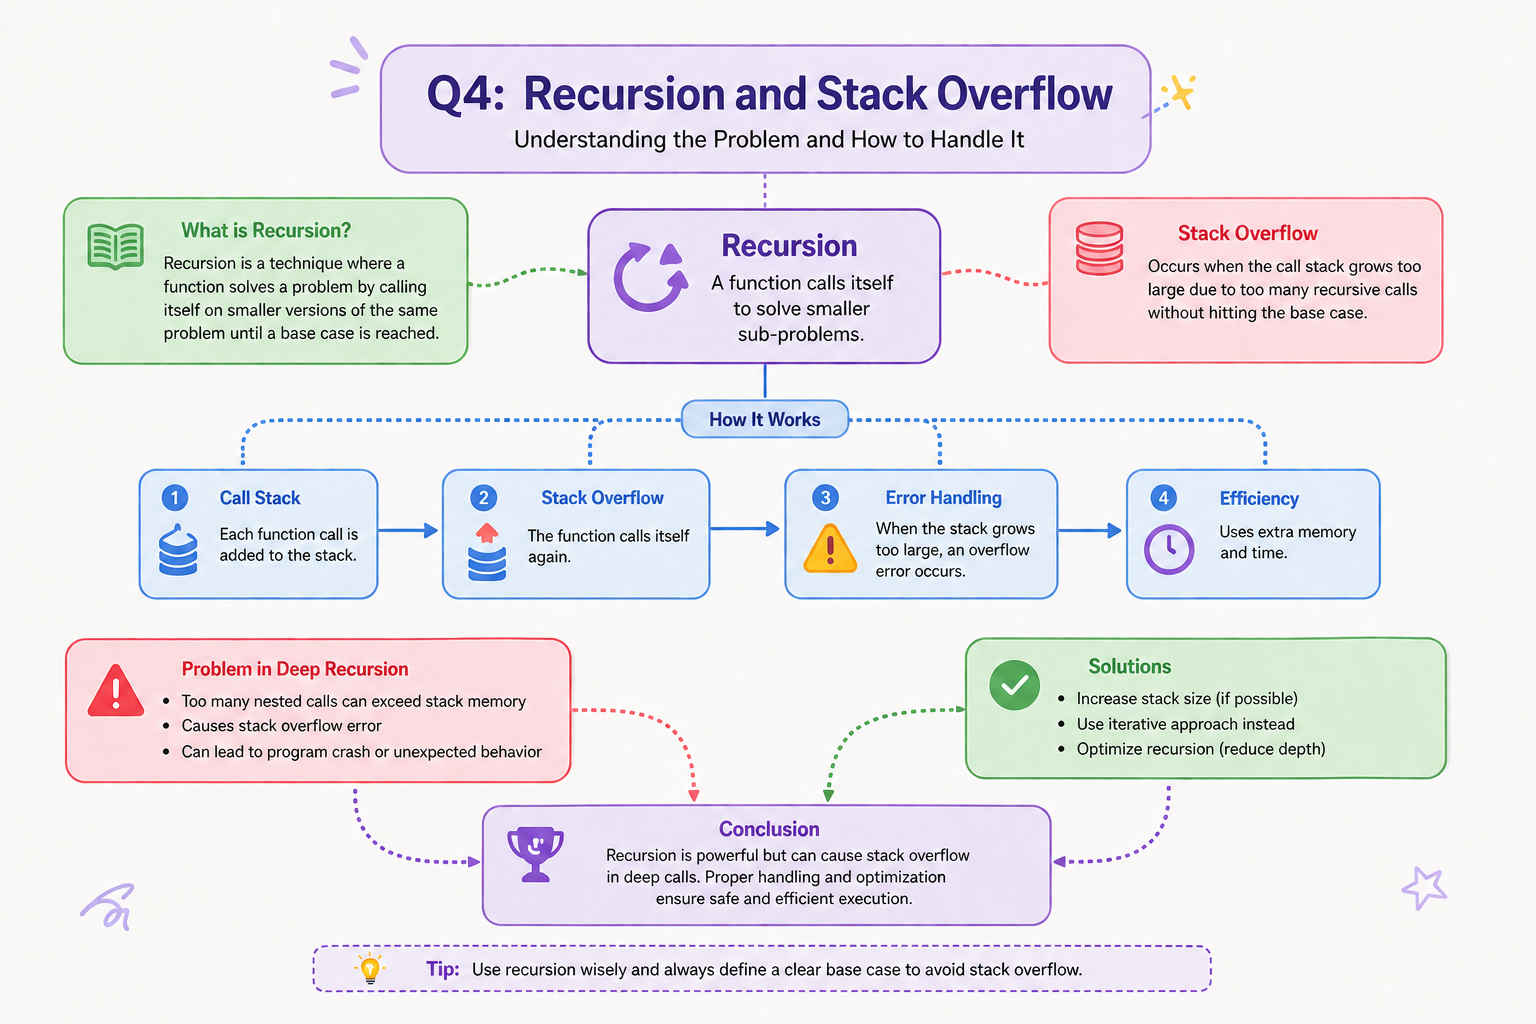 Q4: Recursion and Stack Overflow
Understanding the Problem and How to Handle It
What is Recursion?
Recursion is a technique where a
function solves a problem by calling
itself on smaller versions of the same
problem until a base case is reached.
Recursion
A function calls itself
to solve smaller
sub-problems.
Stack Overflow
Occurs when the call stack grows too
large due to too many recursive calls
without hitting the base case.
How It Works
1 Call Stack
Each function call is
added to the stack.
2 Stack Overflow
The function calls itself
again.
3 Error Handling
When the stack grows
too large, an overflow
error occurs.
4 Efficiency
Uses extra memory
and time.
Problem in Deep Recursion
• Too many nested calls can exceed stack memory
• Causes stack overflow error
• Can lead to program crash or unexpected behavior
Solutions
• Increase stack size (if possible)
• Use iterative approach instead
• Optimize recursion (reduce depth)
Conclusion
Recursion is powerful but can cause stack overflow
in deep calls. Proper handling and optimization
ensure safe and efficient execution.
Tip: Use recursion wisely and always define a clear base case to avoid stack overflow.